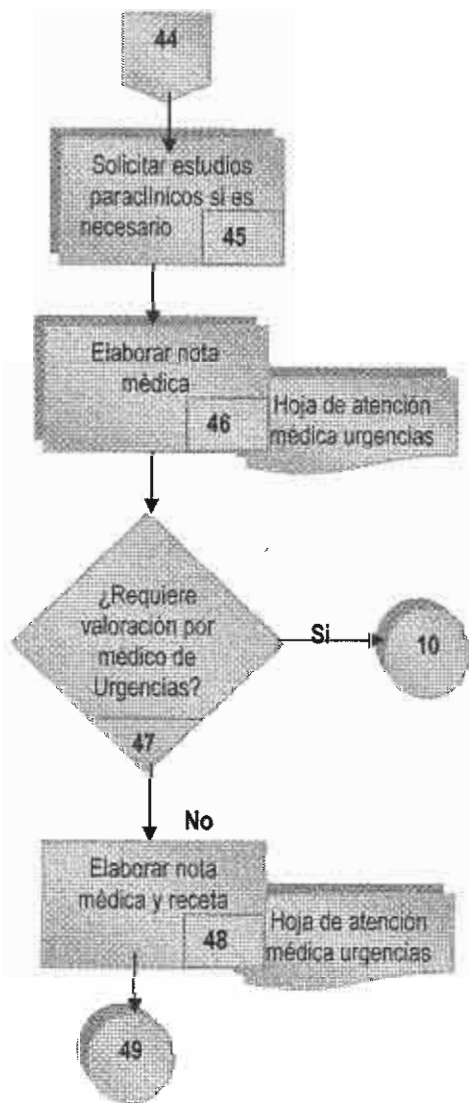 44
Solicitar estudios
paraclínicos si es
necesario
45
Elaborar nota
médica
46
Hoja de atención
médica urgencias
¿Requiere
valoración por
medico de
Urgencias?
47
Si
10
No
Elaborar nota
médica y receta
48
Hoja de atención
médica urgencias
49